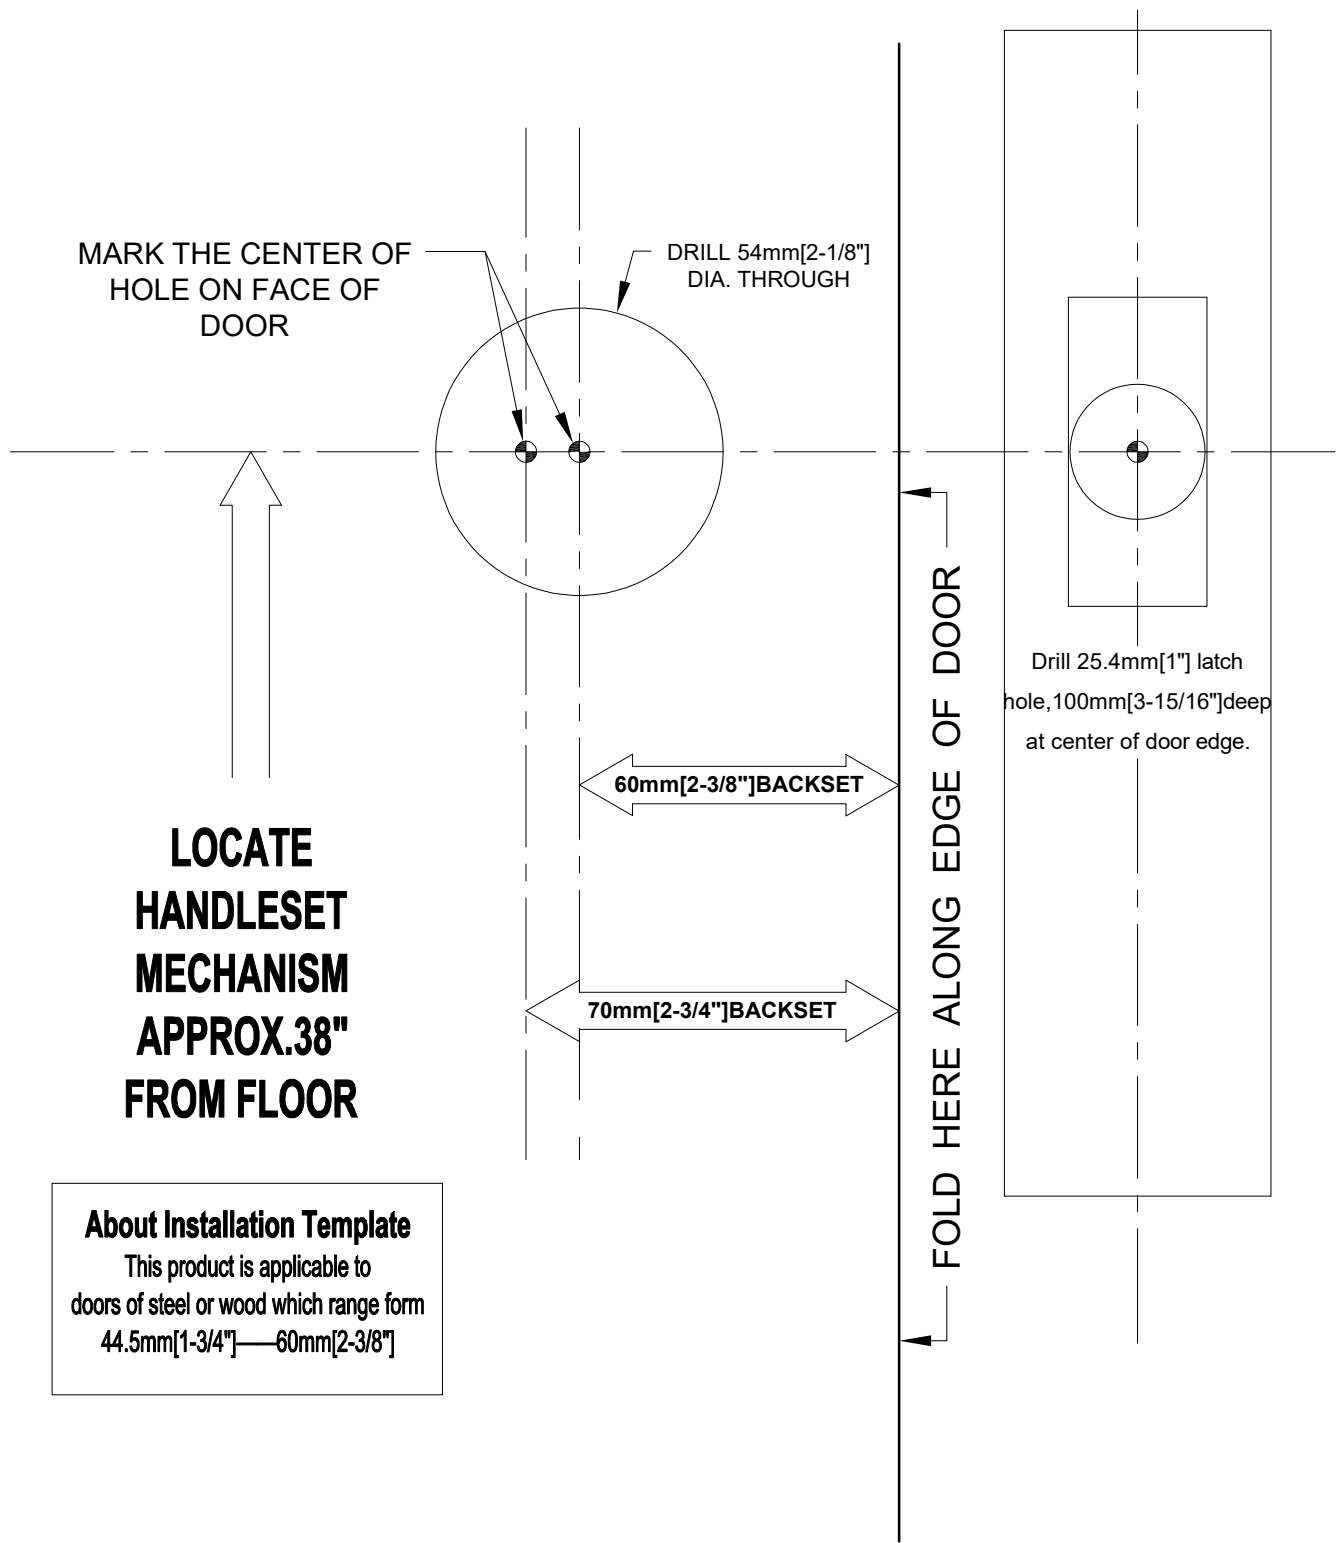 MARK THE CENTER OF
HOLE ON FACE OF
DOOR
DRILL 54mm[2-1/8"]
DIA. THROUGH
FOLD HERE ALONG EDGE OF DOOR
Drill 25.4mm[1"] latch
hole,100mm[3-15/16"]deep
at center of door edge.
60mm[2-3/8"]BACKSET
70mm[2-3/4"]BACKSET
LOCATE
HANDLESET
MECHANISM
APPROX.38"
FROM FLOOR
About Installation Template
This product is applicable to
doors of steel or wood which range form
44.5mm[1-3/4"]——60mm[2-3/8"]